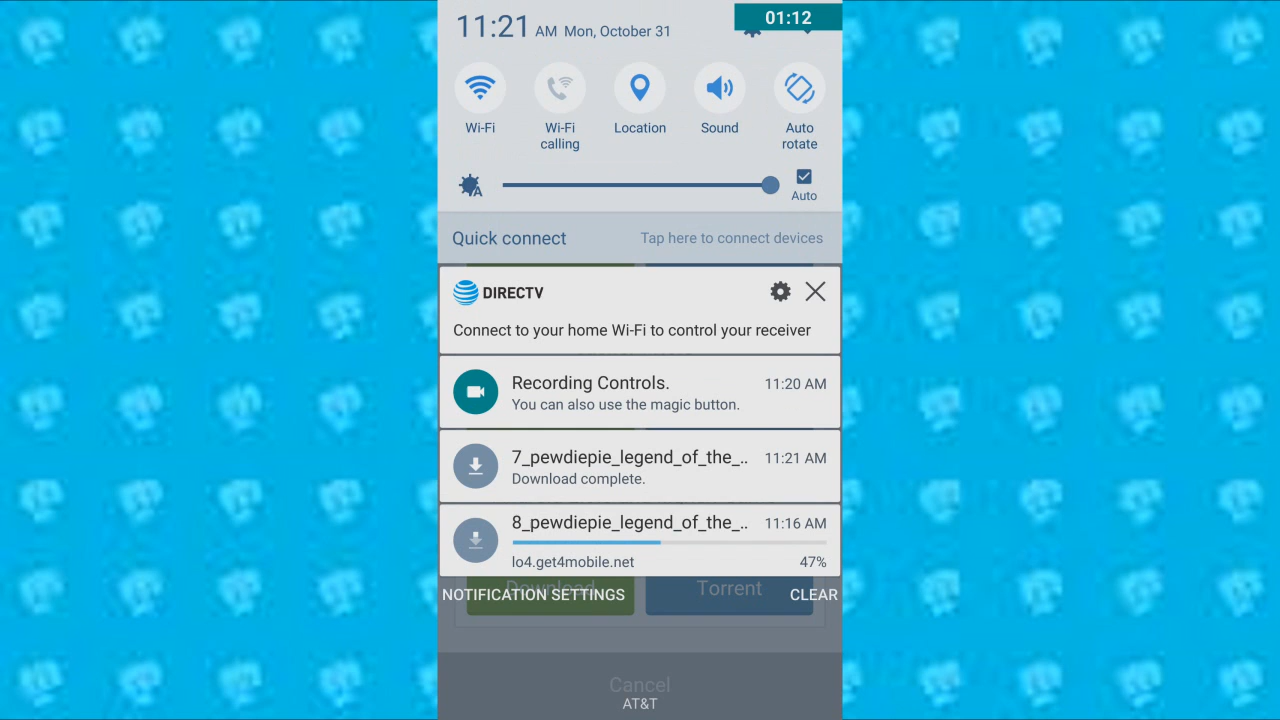 11:21 AM Mon, October 31
01:12
Wi-Fi
Wi-Fi
calling
Location
Sound
Auto
rotate
A
Auto
Quick connect
Tap here to connect devices
DIRECTV
Connect to your home Wi-Fi to control your receiver
Recording Controls.
11:20 AM
You can also use the magic button.
7_pewdiepie_legend_of_the_..
11:21 AM
Download complete.
8_pewdiepie_legend_of_the_..
11:16 AM
lo4.get4mobile.net
47%
Download
Torrent
NOTIFICATION SETTINGS
CLEAR
Cancel
AT&T